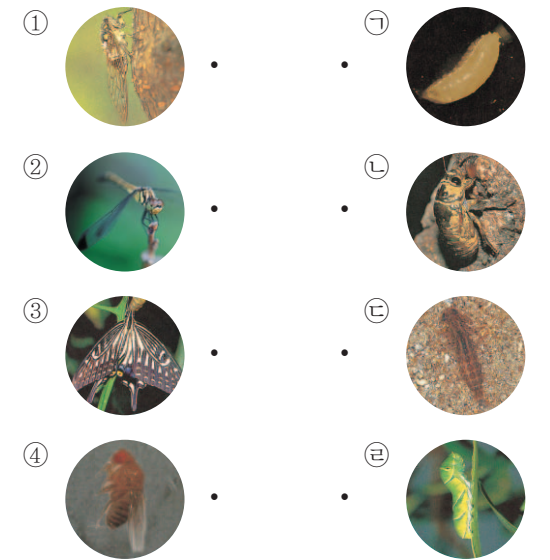 ① ㉠
② ㉡
③ ㉢
④ ㉣